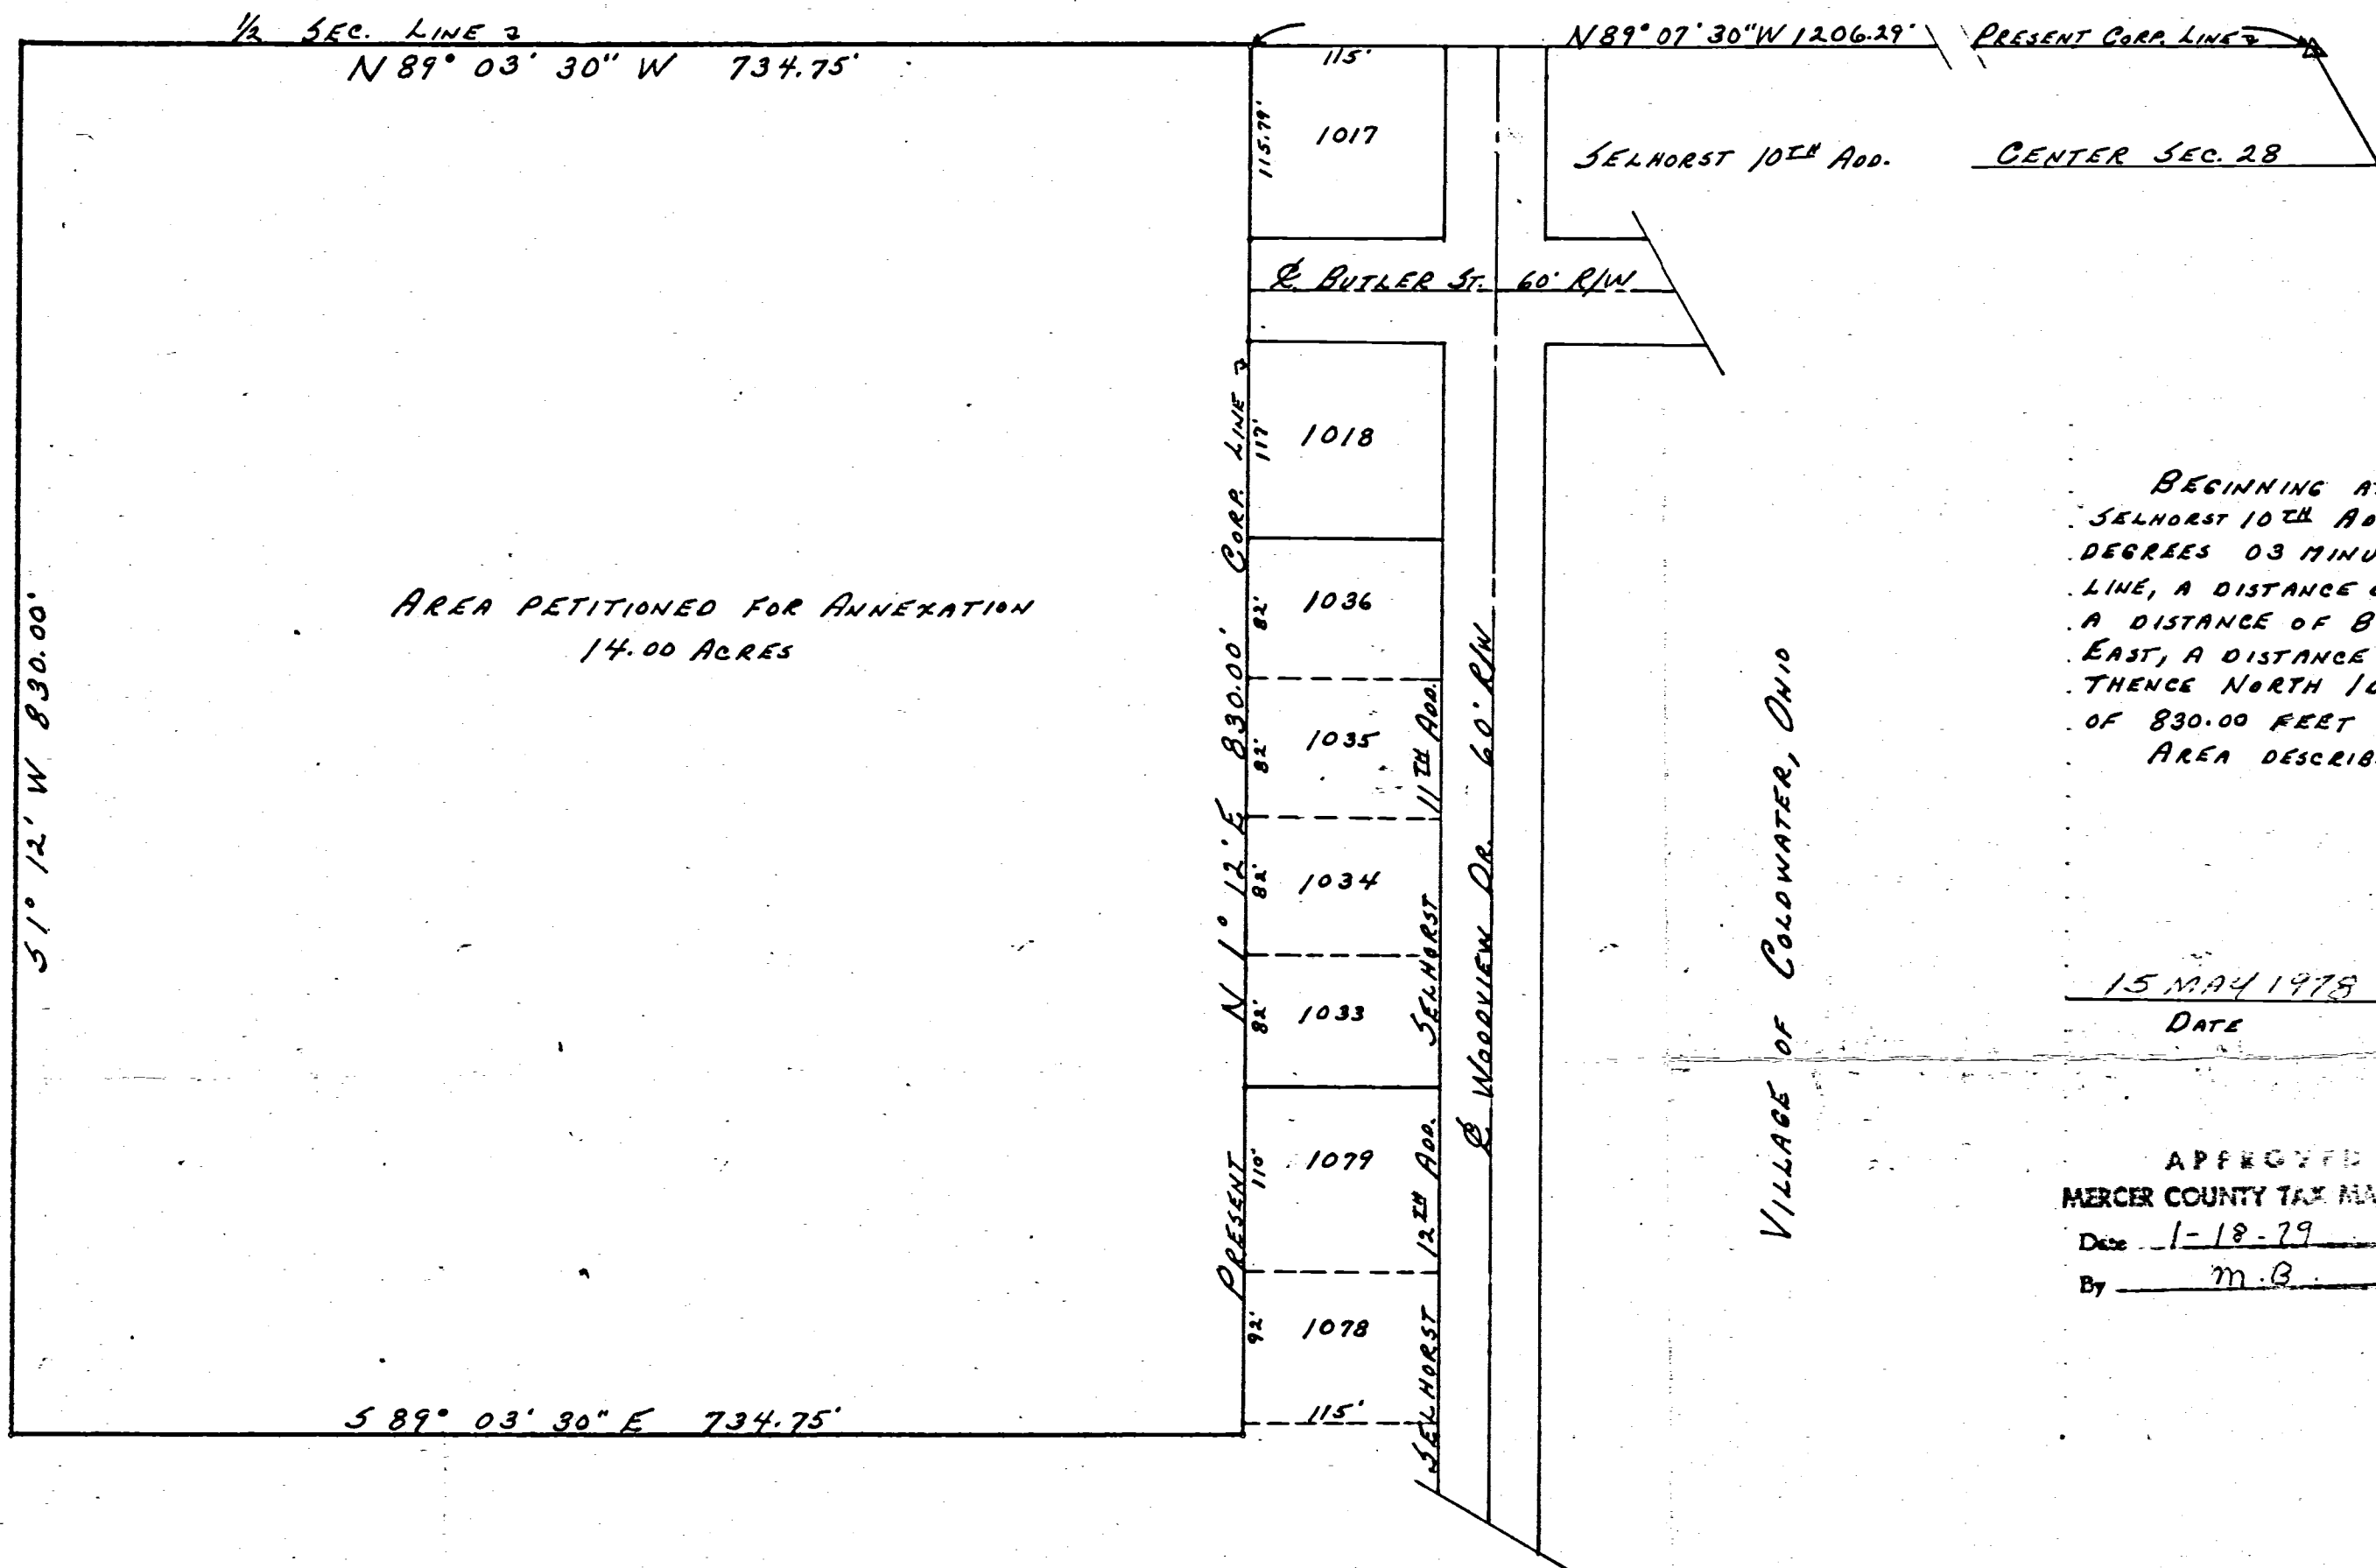 1/2 SEC. LINE
N 89° 03' 30" W 734.75'
N 89° 07' 30" W 1206.29'
PRESENT CORP. LINE
115'
115.79'
1017
SELHORST 10TH ADD.
CENTER SEC. 28
℄ BUTLER ST. 60' R/W
117'
1018
82'
1036
82'
1035
82'
1034
82'
1033
110'
1079
92'
1078
115'
PRESENT N 1° 12' E 830.00' CORP. LINE
S 1° 12' W 830.00'
AREA PETITIONED FOR ANNEXATION
14.00 ACRES
S 89° 03' 30" E 734.75'
SELHORST 11TH ADD.
SELHORST 12TH ADD.
℄ WOODVIEW DR. 60' R/W
VILLAGE OF COLDWATER, OHIO
BEGINNING
SELHORST 10TH
DEGREES 03
LINE, A DISTANCE
A DISTANCE OF
EAST, A DISTANCE
THENCE NORTH
OF 830.00 FEET
AREA
15 MAY 1978
DATE
APPROVED
MERCER COUNTY TAX
Date 1-18-79
By M.B.